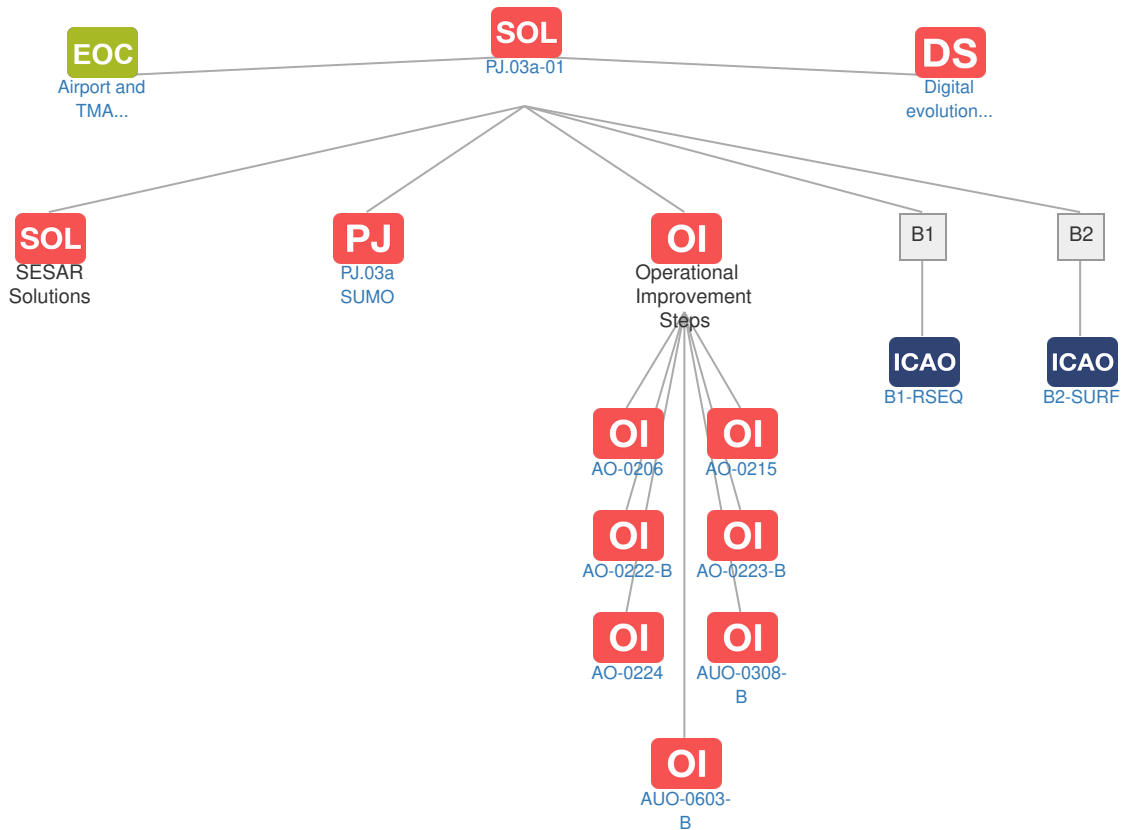 EOC
Airport and
TMA...
SOL
PJ.03a-01
DS
Digital
evolution...
SOL
SESAR
Solutions
PJ
PJ.03a
SUMO
OI
Operational
Improvement
Steps
B1
B2
ICAO
B1-RSEQ
ICAO
B2-SURF
OI
AO-0206
OI
AO-0215
OI
AO-0222-B
OI
AO-0223-B
OI
AO-0224
OI
AUO-0308-
B
OI
AUO-0603-
B